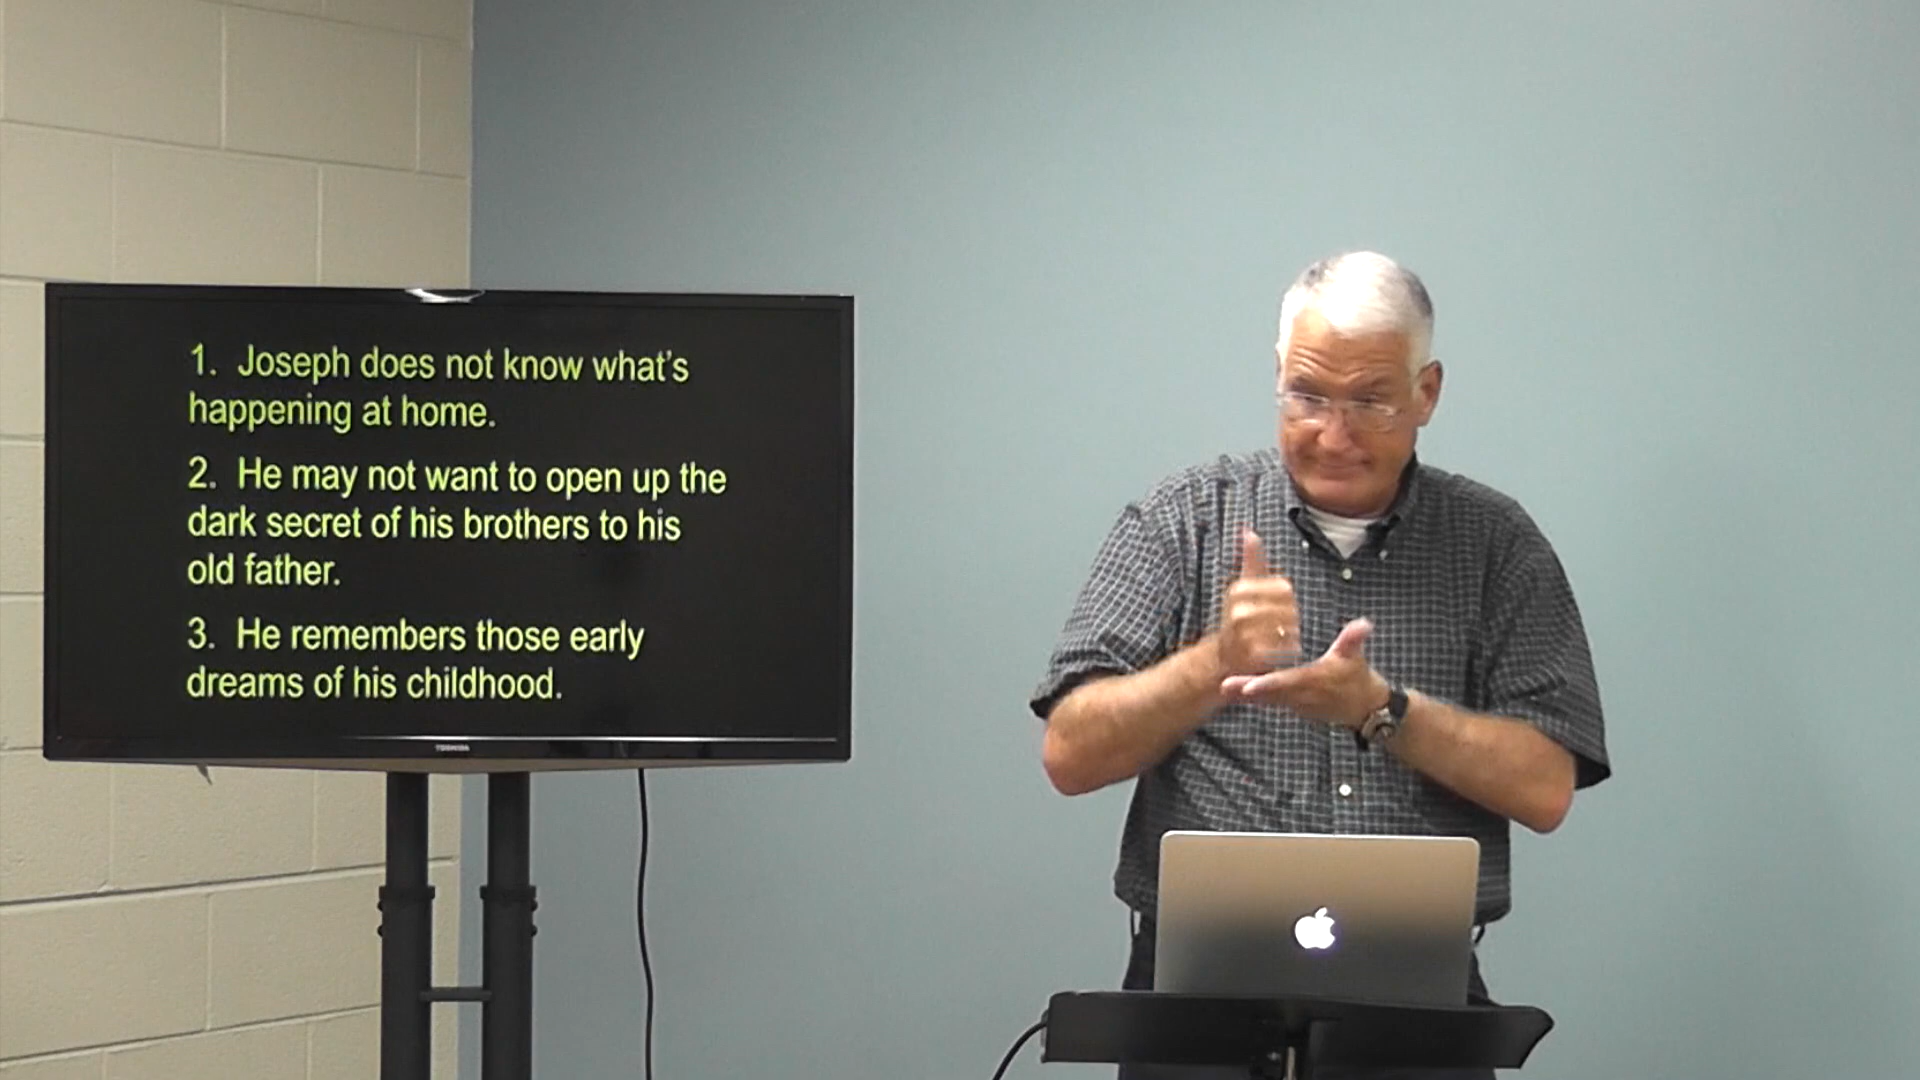 1. Joseph does not know what's
happening at home.
2. He may not want to open up the
dark secret of his brothers to his
old father.
3. He remembers those early
dreams of his childhood.
TOSHIBA